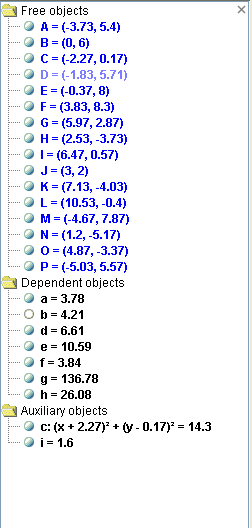 Free objects
A = (-3.73, 5.4)
B = (0, 6)
C = (-2.27, 0.17)
D = (-1.83, 5.71)
E = (-0.37, 8)
F = (3.83, 8.3)
G = (5.97, 2.87)
H = (2.53, -3.73)
I = (6.47, 0.57)
J = (3, 2)
K = (7.13, -4.03)
L = (10.53, -0.4)
M = (-4.67, 7.87)
N = (1.2, -5.17)
O = (4.87, -3.37)
P = (-5.03, 5.57)
Dependent objects
a = 3.78
b = 4.21
d = 6.61
e = 10.59
f = 3.84
g = 136.78
h = 26.08
Auxiliary objects
c: (x + 2.27)² + (y - 0.17)² = 14.3
i = 1.6